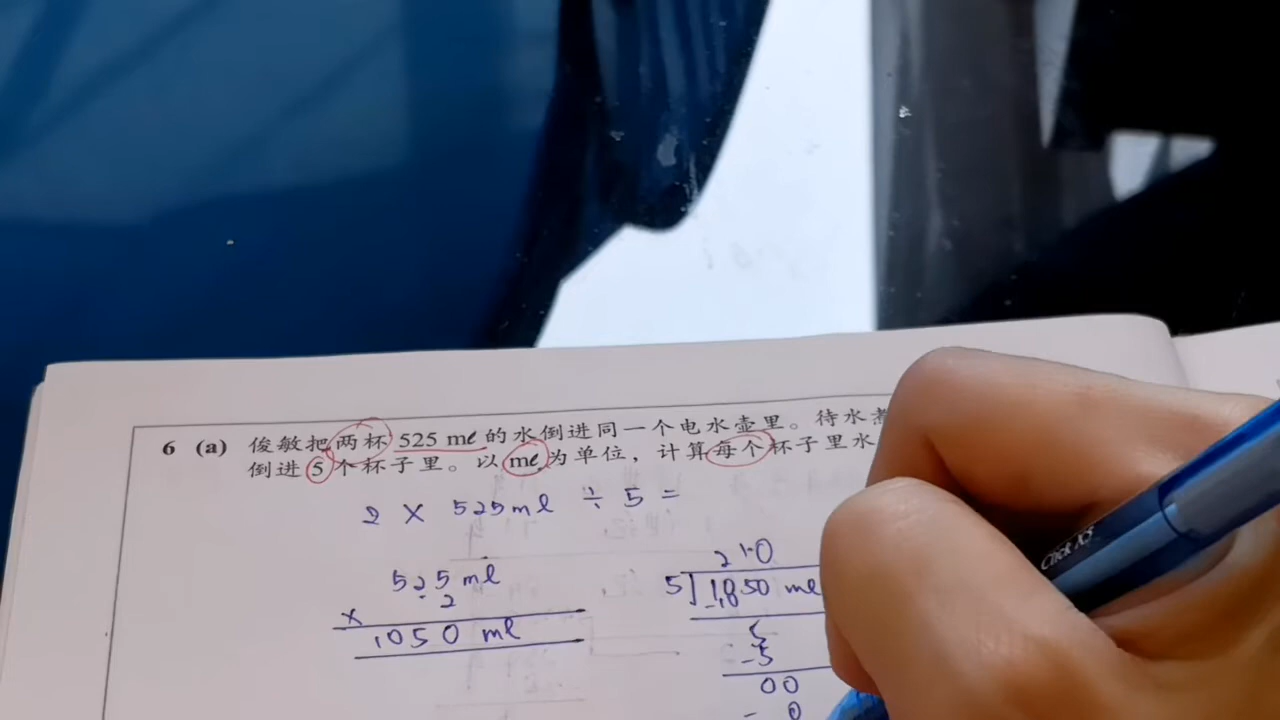 6 (a) 俊敏把两杯 525 mℓ 的水倒进同一个电水壶里。待水煮
倒进 5 个杯子里。以 mℓ 为单位，计算每个杯子里水
2 × 525 mℓ ÷ 5 =
525 mℓ
× 2
1050 mℓ
210
5 1050 mℓ
-10
5
-5
00
- 0
Click X5